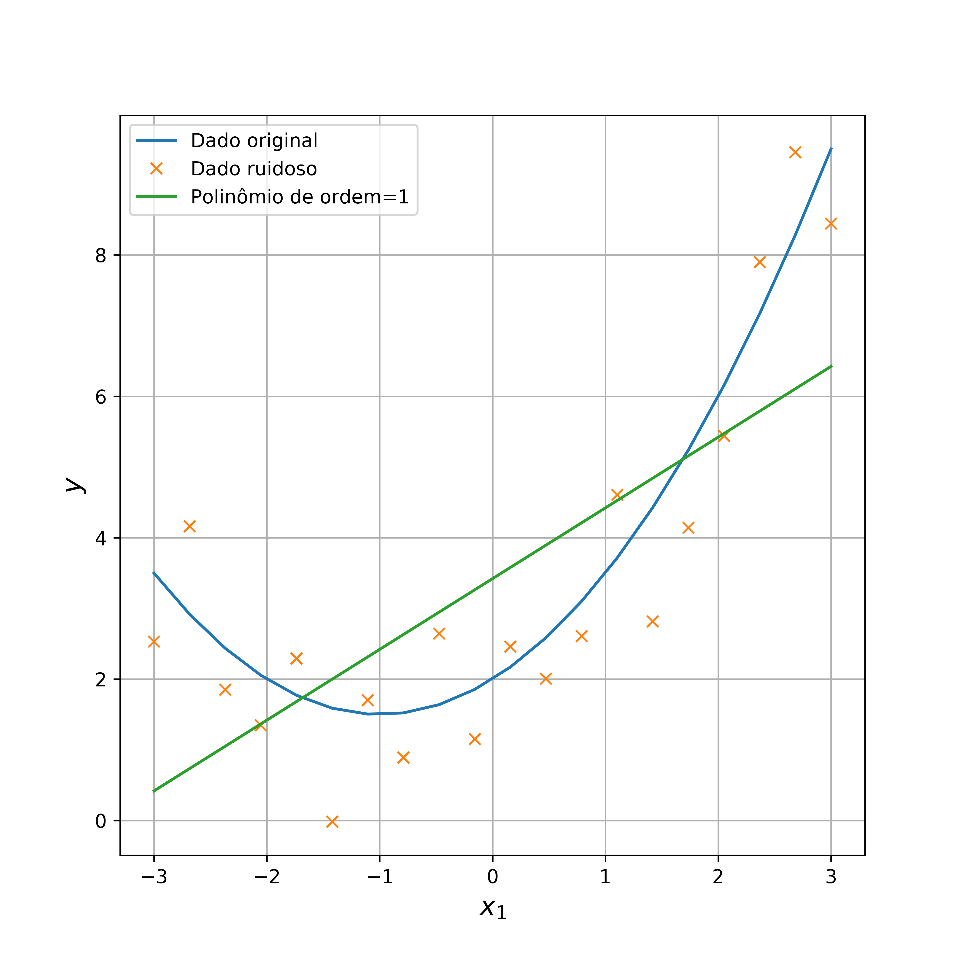 Dado original
Dado ruidoso
Polinômio de ordem=1
8
6
4
2
0
y
−3 −2 −1 0 1 2 3
x₁